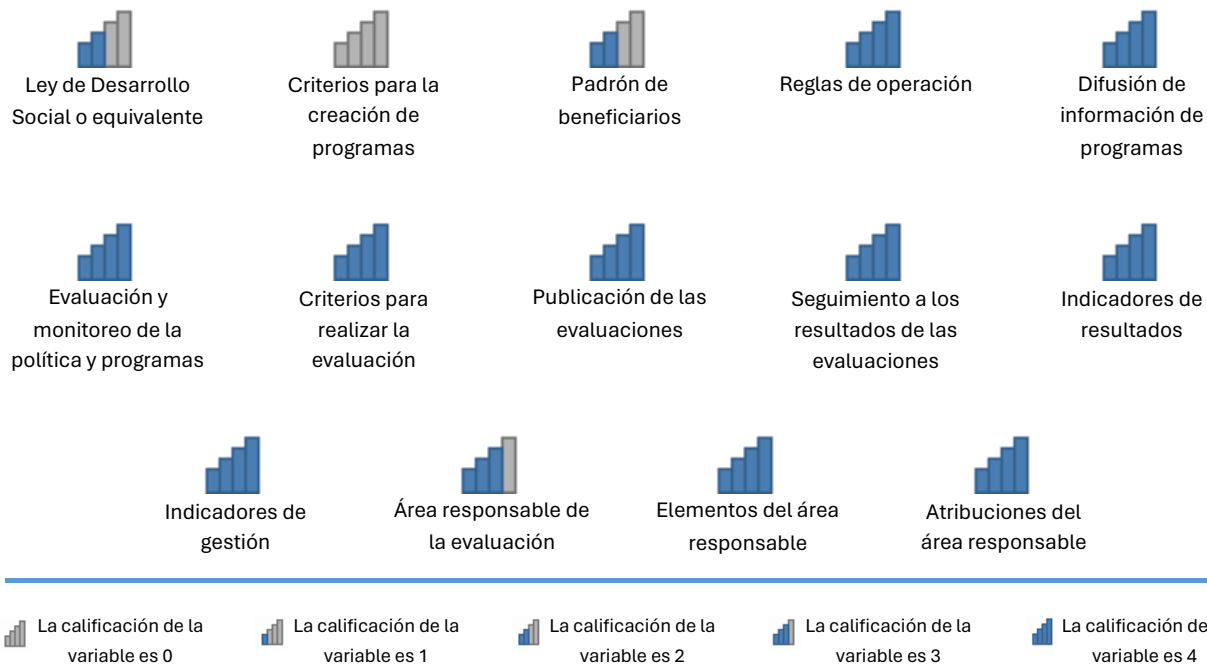 Ley de Desarrollo
Social o equivalente
Criterios para la
creación de
programas
Padrón de
beneficiarios
Reglas de operación
Difusión de
información de
programas
Evaluación y
monitoreo de la
política y programas
Criterios para
realizar la
evaluación
Publicación de las
evaluaciones
Seguimiento a los
resultados de las
evaluaciones
Indicadores de
resultados
Indicadores de
gestión
Área responsable de
la evaluación
Elementos del área
responsable
Atribuciones del
área responsable
La calificación de la
variable es 0
La calificación de la
variable es 1
La calificación de la
variable es 2
La calificación de la
variable es 3
La calificación de
variable es 4